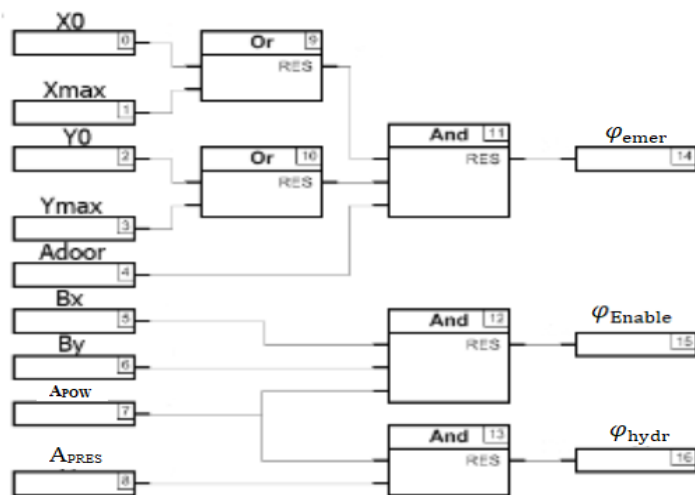 X0
0
Or 9
RES
Xmax
1
Y0
2
Or 10
RES
Ymax
3
And 11
RES
φemer
14
Adoor
4
Bx
5
And 12
RES
φEnable
15
By
6
APOW
7
And 13
RES
φhydr
16
APRES
8